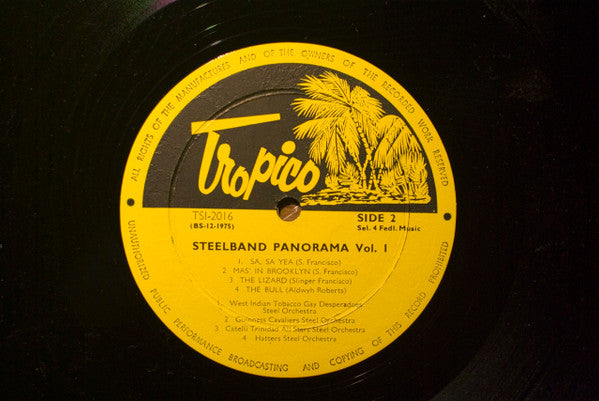 ALL RIGHTS OF THE MANUFACTURES AND OF THE OWNERS OF THE RECORDED WORK RESERVED
Tropico
TSI-2016
(BS-12-1975)
SIDE 2
Sel. 4 Fedl. Music
STEELBAND PANORAMA Vol. 1
1. SA, SA YEA (S. Francisco)
2 MAS' IN BROOKLYN (S. Francisco)
3 THE LIZARD (Slinger Francisco)
4 THE BULL (Aldwyh Roberts)
1. West Indian Tobacco Gay Desperadoes
Steel Orchestra
2 Guinness Cavaliers Steel Orchestra
3 Catelli Trinidad All Stars Steel Orchestra
4 Hatters Steel Orchestra
UNAUTHORIZED PUBLIC PERFORMANCE BROADCASTING AND COPYING OF THIS RECORD PROHIBITED